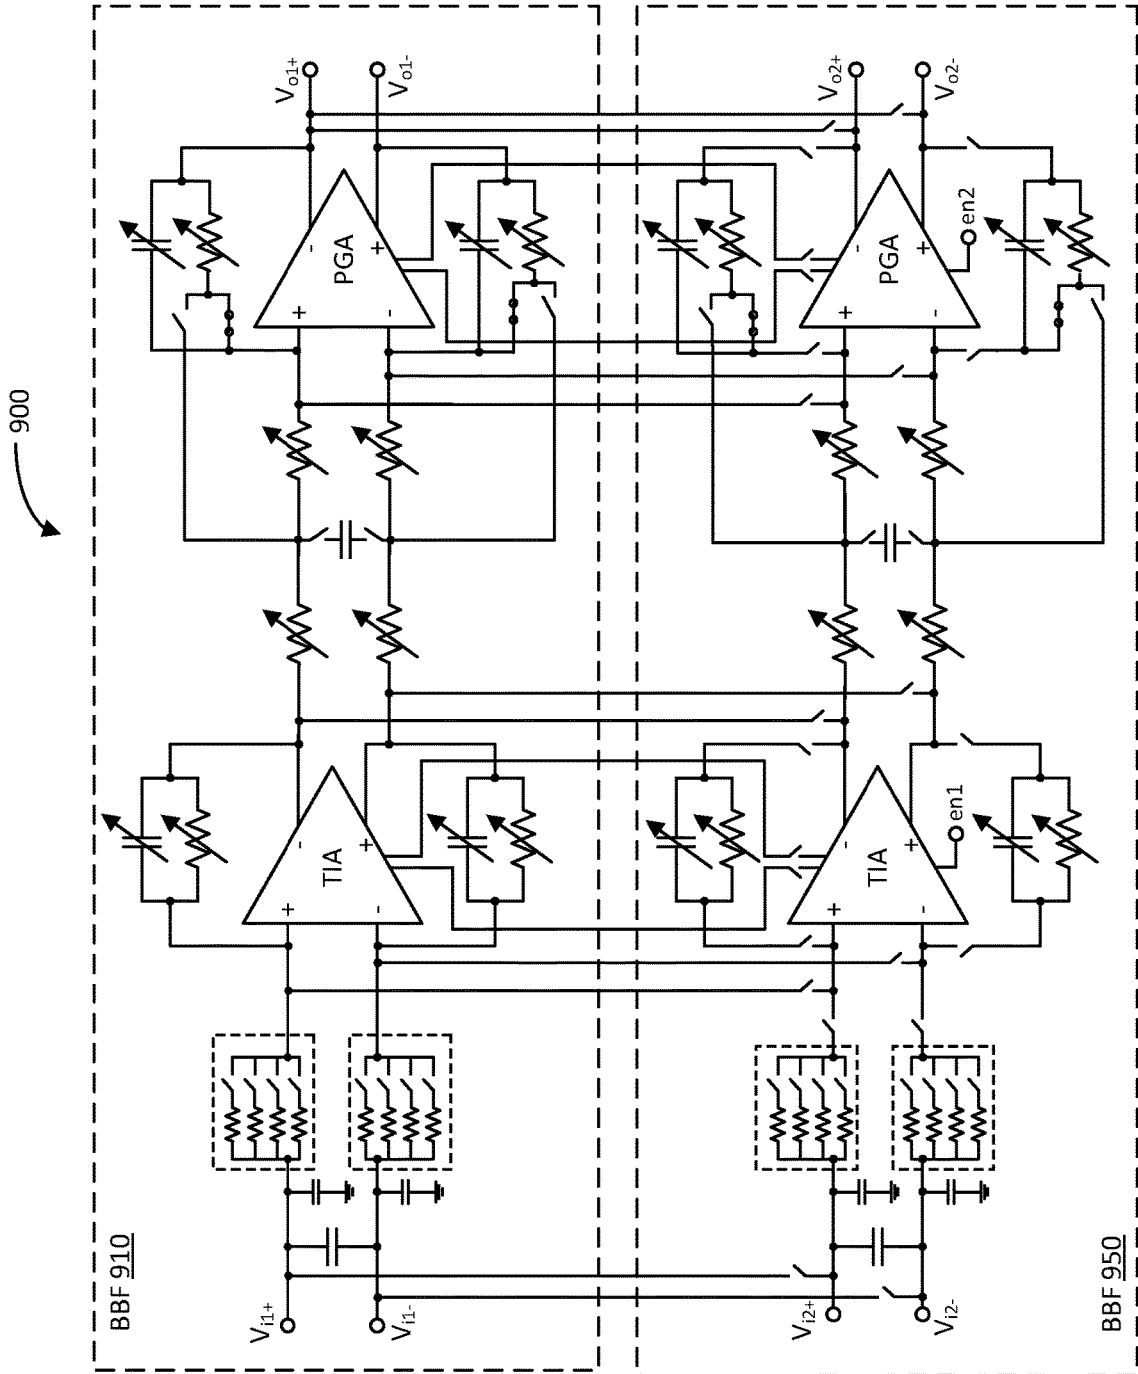 900
BBF 910
Vi1+
Vi1-
+
-
TIA
-
+
+
-
PGA
-
+
Vo1+
Vo1-
BBF 950
Vi2+
Vi2-
+
-
TIA
-
+
en1
+
-
PGA
-
+
en2
Vo2+
Vo2-